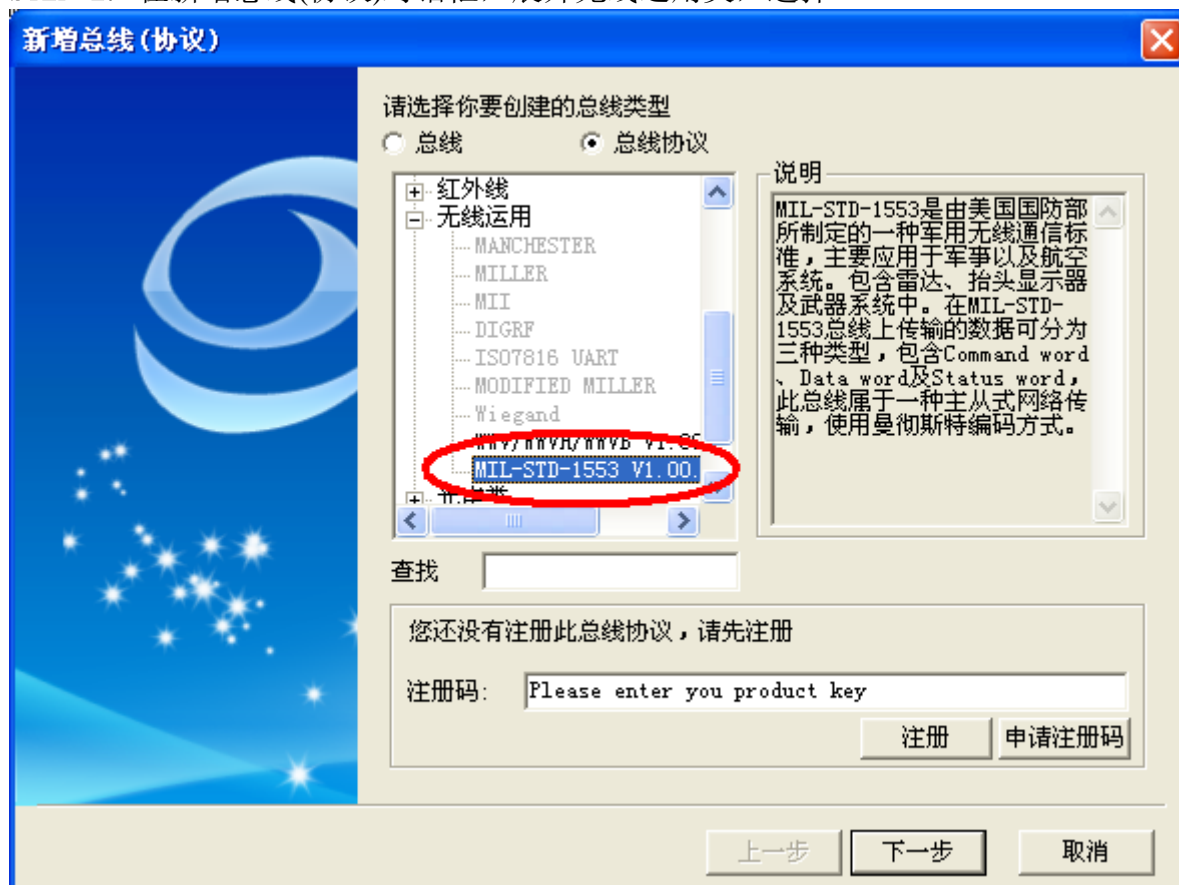 新增总线(协议)
请选择你要创建的总线类型
总线 总线协议
红外线
无线运用
MANCHESTER
MILLER
MII
DIGRF
ISO7816 UART
MODIFIED MILLER
Wiegand
WWV/WWVH/WWVB V1.
MIL-STD-1553 V1.00.
说明
MIL-STD-1553是由美国国防部
所制定的一种军用无线通信标
准，主要应用于军事以及航空
系统。包含雷达、抬头显示器
及武器系统中。在MIL-STD-
1553总线上传输的数据可分为
三种类型，包含Command word
、Data word及Status word，
此总线属于一种主从式网络传
输，使用曼彻斯特编码方式。
查找
您还没有注册此总线协议，请先注册
注册码: Please enter you product key
注册 申请注册码
上一步 下一步 取消